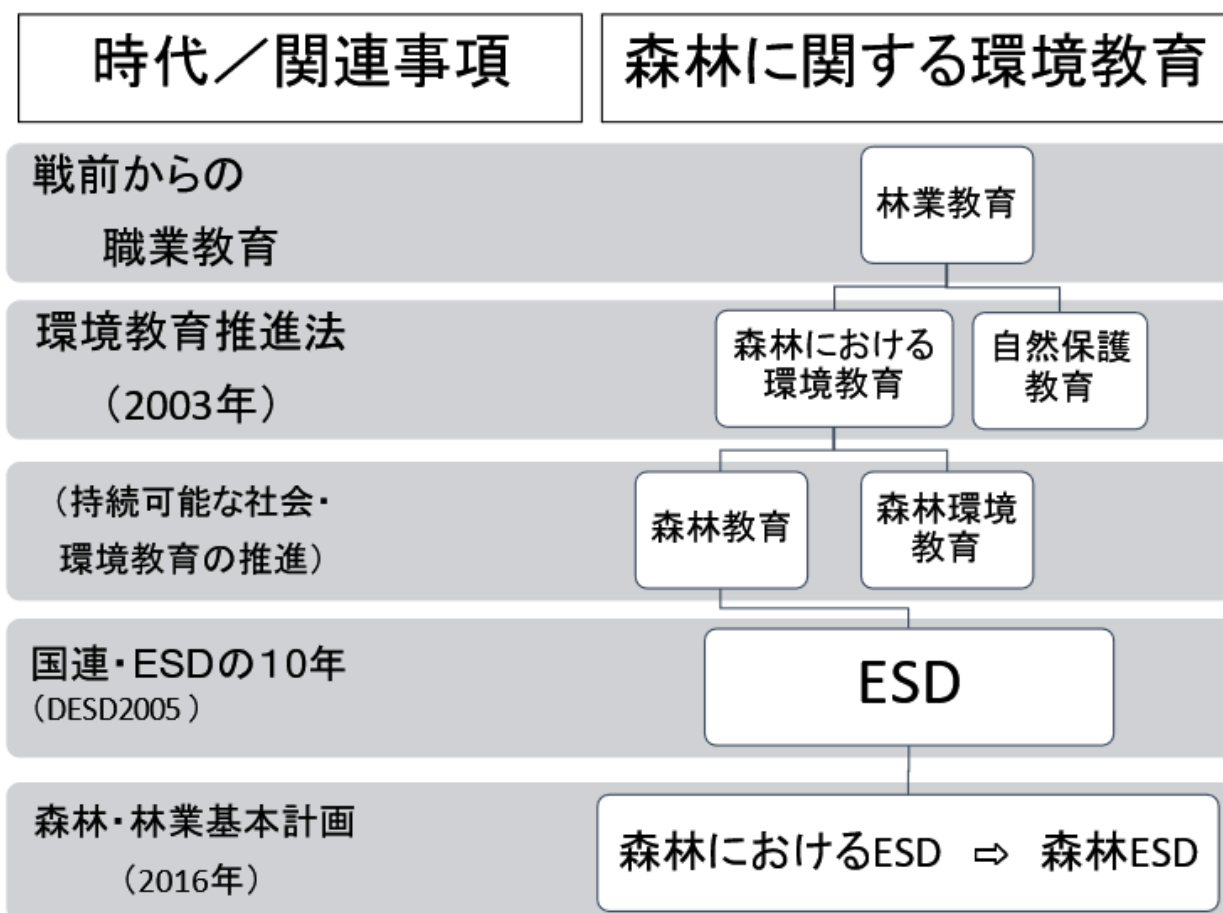 時代／関連事項
森林に関する環境教育
戦前からの
職業教育
林業教育
環境教育推進法
（2003年）
森林における
環境教育
自然保護
教育
（持続可能な社会・
環境教育の推進）
森林教育
森林環境
教育
国連・ESDの10年
（DESD2005）
ESD
森林・林業基本計画
（2016年）
森林におけるESD ⇨ 森林ESD